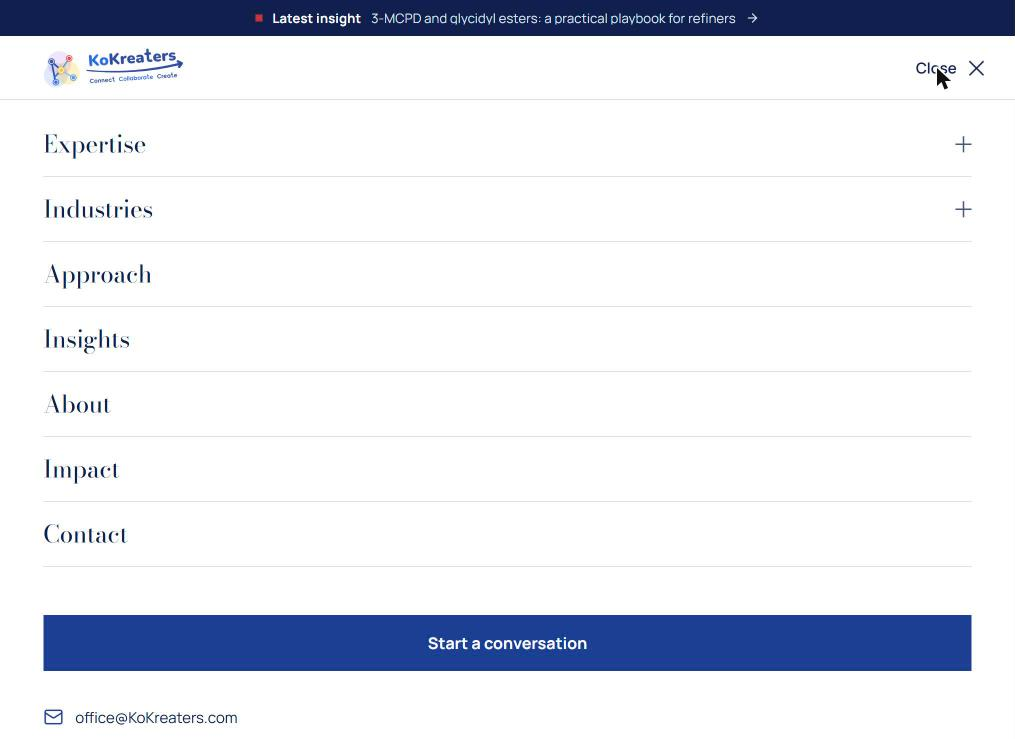 Latest insight 3-MCPD and glycidyl esters: a practical playbook for refiners →
KoKreaters
Connect Collaborate Create
Close
Expertise
Industries
Approach
Insights
About
Impact
Contact
Start a conversation
office@KoKreaters.com